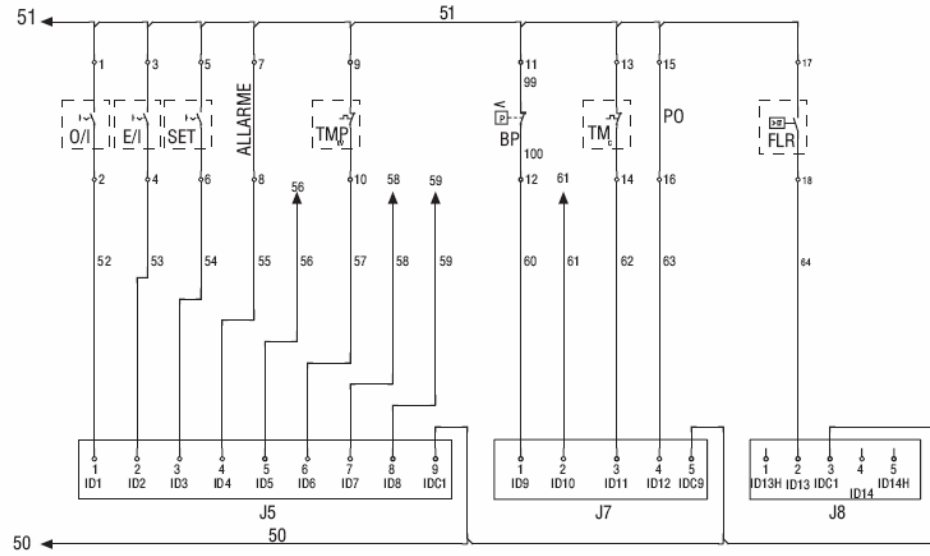 51
51
1 3 5 7 9 11 13 15 17
99
O/I E/I SET ALLARME TMP BP TM PO FLR
P
100
2 4 6 8 10 12 14 16 18
56 58 59 61
52 53 54 55 56 57 58 59 60 61 62 63 64
1 2 3 4 5 6 7 8 9
ID1 ID2 ID3 ID4 ID5 ID6 ID7 ID8 IDC1
J5
1 2 3 4 5
ID9 ID10 ID11 ID12 IDC9
J7
1 2 3 4 5
ID13H ID13 IDC1 ID14 ID14H
J8
50
50